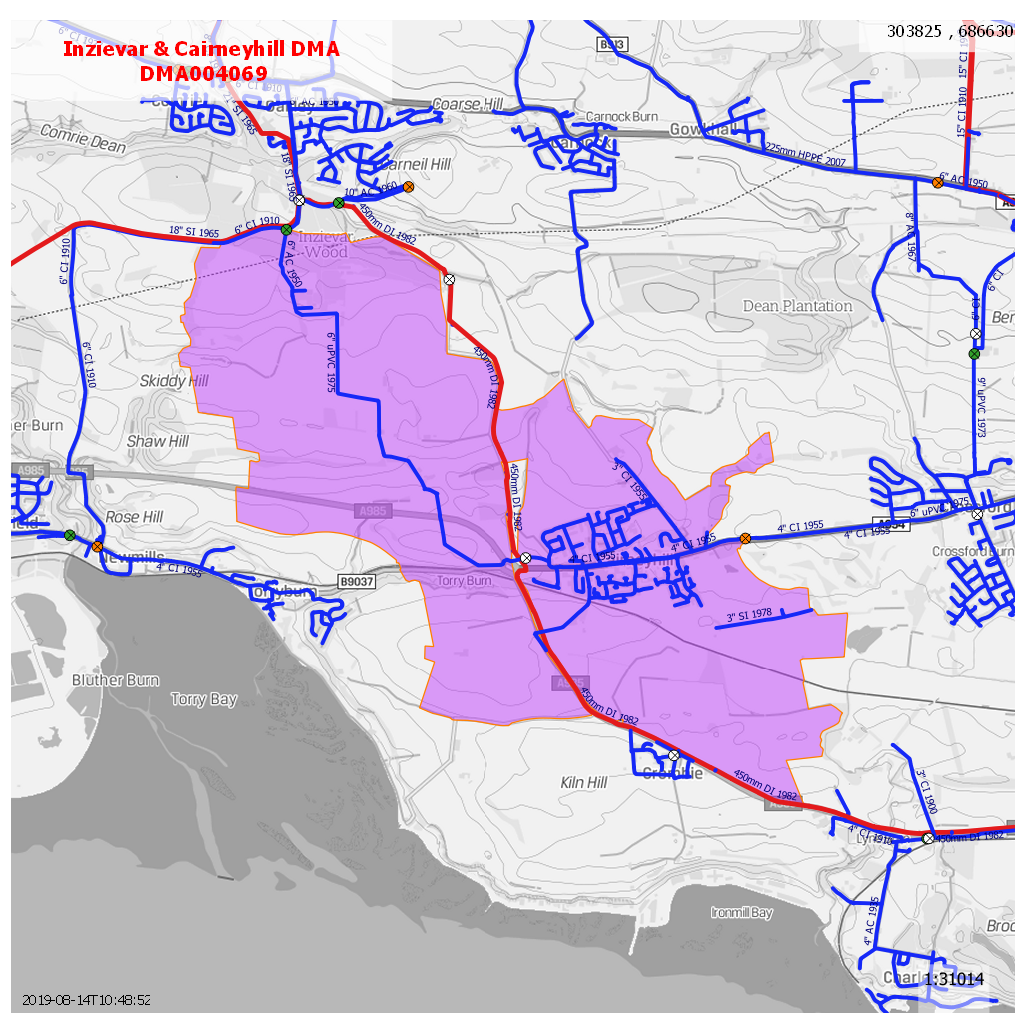 Inzievar & Cairneyhill DMA
DMA004069
303825 , 686630
B913
Coarse Hill
Carnock Burn
Gowkhall
Comrie Dean
Carneil Hill
225mm HPPE 2007
15" CI 1910
6" AC 1950
18" SI 1965
10" AC 1960
450mm DI 1982
6" CI 1910
18" SI 1965
6" CI 1910
Inzievar
Wood
6" AC 1950
8" AC 1967
6" CI
Dean Plantation
6" uPVC 1975
450mm DI 1982
6" CI 1910
Skiddy Hill
9" uPVC 1973
Shaw Hill
A985
450mm DI 1982
3" CI 1955
A985
Rose Hill
6" uPVC 1975
A994
4" CI 1955
4" CI 1955
4" CI 1955
4" CI 1955
Newmills
4" CI 1955
Crossford Burn
B9037
Torry Burn
Torryburn
3" SI 1978
Bluther Burn
Torry Bay
A985
450mm DI 1982
Crombie
Kiln Hill
450mm DI 1982
3" CI 1900
4" CI 1910
450mm DI 1982
Ironmill Bay
4" AC 1935
1:31014
2019-08-14T10:48:52